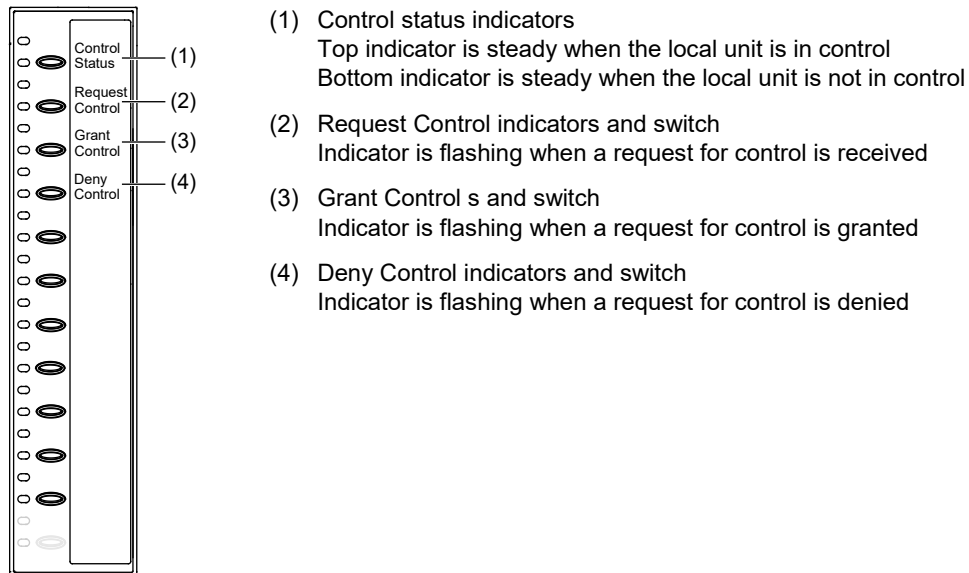 Control
Status
(1)
Request
Control
(2)
Grant
Control
(3)
Deny
Control
(4)
(1) Control status indicators
Top indicator is steady when the local unit is in control
Bottom indicator is steady when the local unit is not in control
(2) Request Control indicators and switch
Indicator is flashing when a request for control is received
(3) Grant Control s and switch
Indicator is flashing when a request for control is granted
(4) Deny Control indicators and switch
Indicator is flashing when a request for control is denied